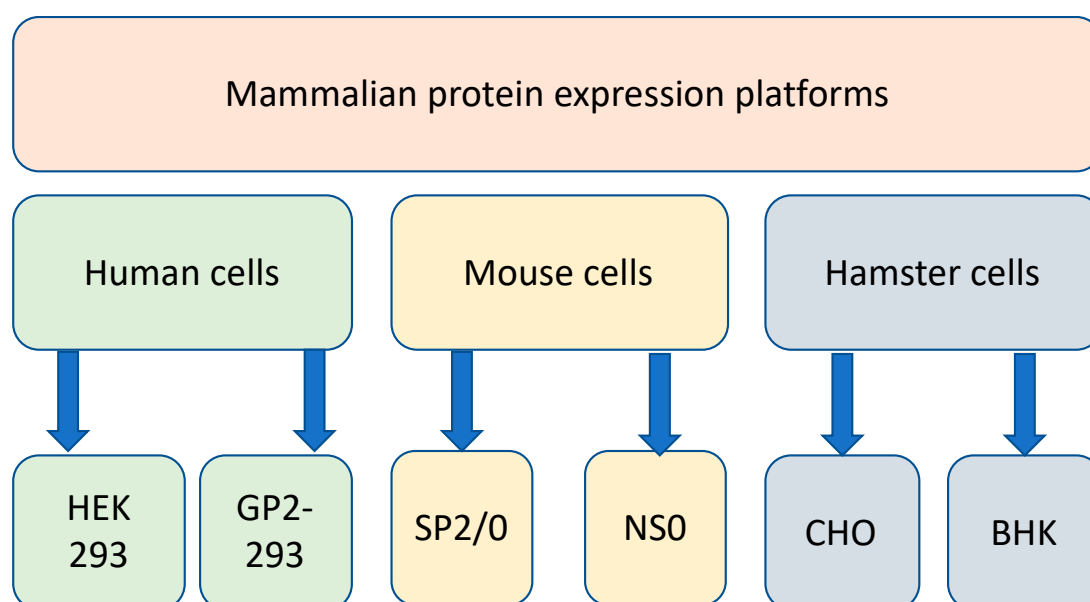 Mammalian protein expression platforms
Human cells
Mouse cells
Hamster cells
HEK
293
GP2-
293
SP2/0
NS0
CHO
BHK